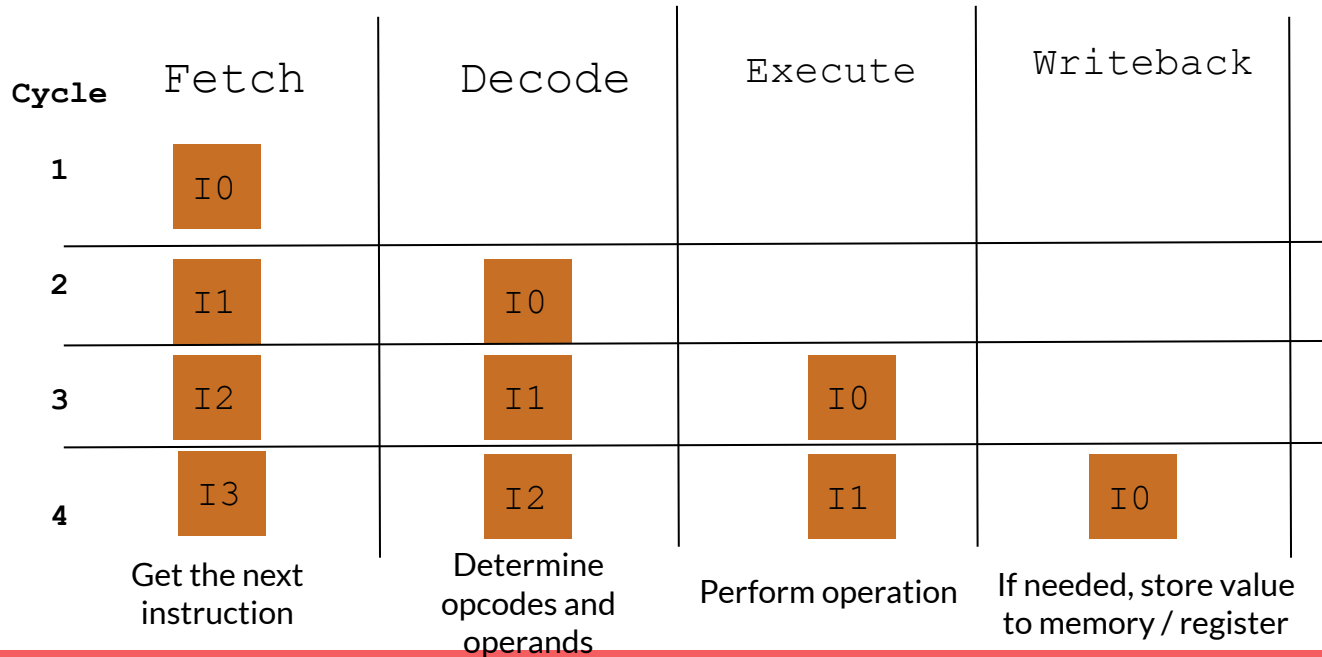 Cycle Fetch Decode Execute Writeback
1 I0
2 I1 I0
3 I2 I1 I0
4 I3 I2 I1 I0
Get the next
instruction
Determine
opcodes and
operands
Perform operation
If needed, store value
to memory / register